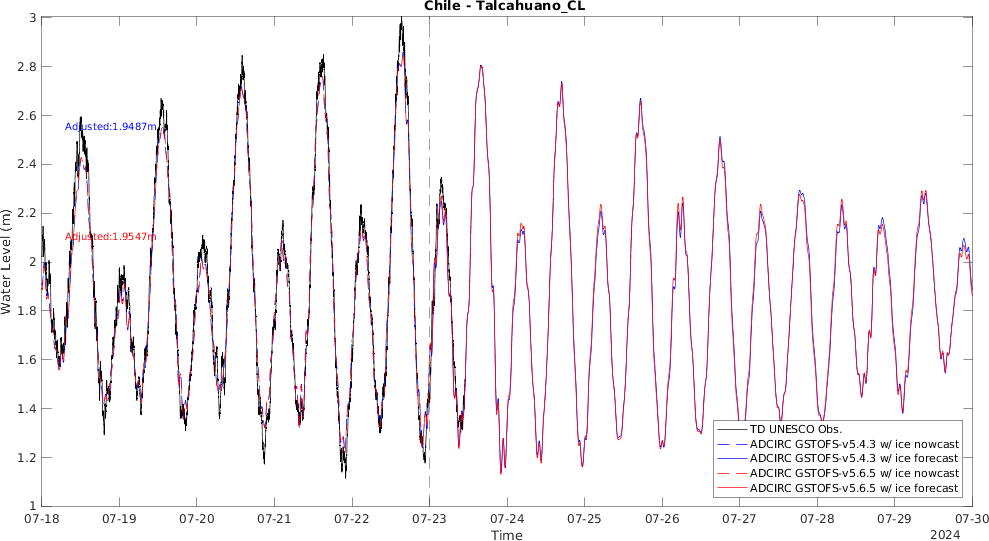 Chile - Talcahuano_CL
Water Level (m)
3
2.8
2.6
2.4
2.2
2
1.8
1.6
1.4
1.2
1
Adjusted:1.9487m
Adjusted:1.9547m
TD UNESCO Obs.
ADCIRC GSTOFS-v5.4.3 w/ ice nowcast
ADCIRC GSTOFS-v5.4.3 w/ ice forecast
ADCIRC GSTOFS-v5.6.5 w/ ice nowcast
ADCIRC GSTOFS-v5.6.5 w/ ice forecast
07-18 07-19 07-20 07-21 07-22 07-23 07-24 07-25 07-26 07-27 07-28 07-29 07-30
Time
2024